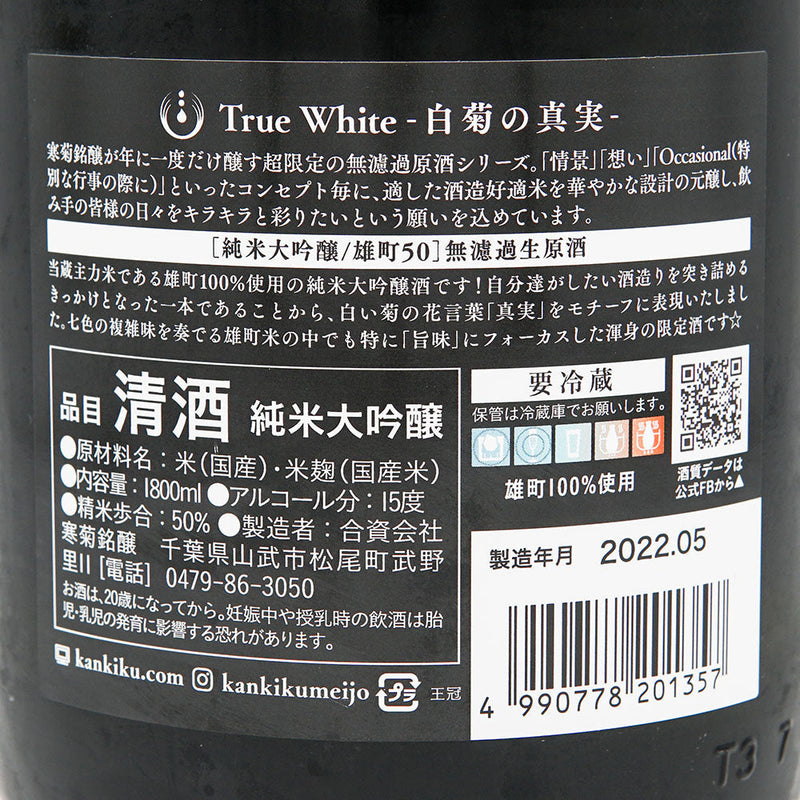 True White -白菊の真実-
寒菊銘醸が年に一度だけ醸す超限定の無濾過原酒シリーズ。「情景」「想い」「Occasional(特
別な行事の際に)」といったコンセプト毎に、適した酒造好適米を華やかな設計の元醸し、飲
み手の皆様の日々をキラキラと彩りたいという願いを込めています。
[純米大吟醸/雄町50]無濾過生原酒
当蔵主力米である雄町100%使用の純米大吟醸酒です!自分達がしたい酒造りを突き詰める
きっかけとなった一本であることから、白い菊の花言葉「真実」をモチーフに表現いたしまし
た。七色の複雑味を奏でる雄町米の中でも特に「旨味」にフォーカスした渾身の限定酒です☆
品目 清酒 純米大吟醸
●原材料名:米(国産)・米麹(国産米)
●内容量:1800ml ●アルコール分:15度
●精米歩合:50% ●製造者:合資会社
寒菊銘醸 千葉県山武市松尾町武野
里11 [電話] 0479-86-3050
お酒は、20歳になってから。妊娠中や授乳時の飲酒は胎
児・乳児の発育に影響する恐れがあります。
kankiku.com kankikumeijo プラ 王冠
要冷蔵
保管は冷蔵庫でお願いします。
雄町100%使用
酒質データは
公式FBから▲
製造年月 2022.05
4 990778 201357
T3 7